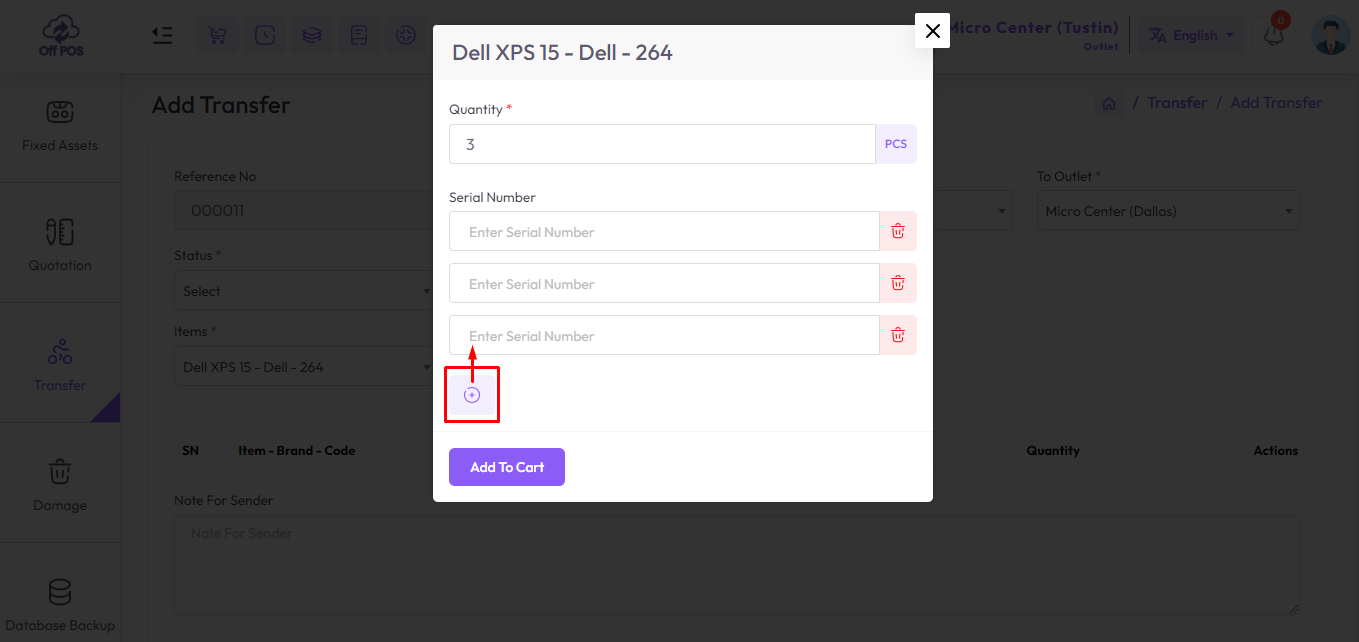 Off POS
Micro Center (Tustin)
Outlet
English
0
Fixed Assets
Quotation
Transfer
Damage
Database Backup
Add Transfer
/ Transfer / Add Transfer
Reference No
000011
To Outlet *
Micro Center (Dallas)
Status *
Select
Items *
Dell XPS 15 - Dell - 264
SN
Item - Brand - Code
Quantity
Actions
Note For Sender
Note For Sender
Dell XPS 15 - Dell - 264
Quantity *
3
PCS
Serial Number
Enter Serial Number
Enter Serial Number
Enter Serial Number
Add To Cart